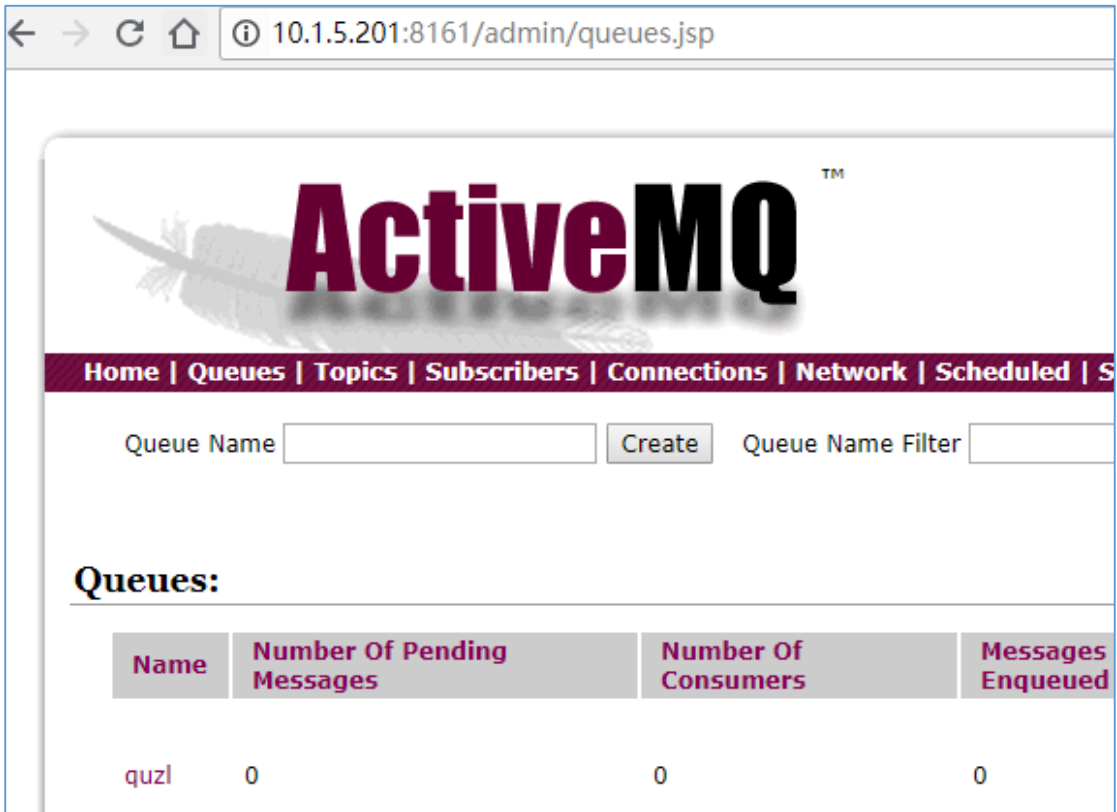 10.1.5.201:8161/admin/queues.jsp
ActiveMQ ™
Home | Queues | Topics | Subscribers | Connections | Network | Scheduled | S
Queue Name Create Queue Name Filter
Queues:
Name Number Of Pending Messages Number Of Consumers Messages Enqueued
quzl 0 0 0